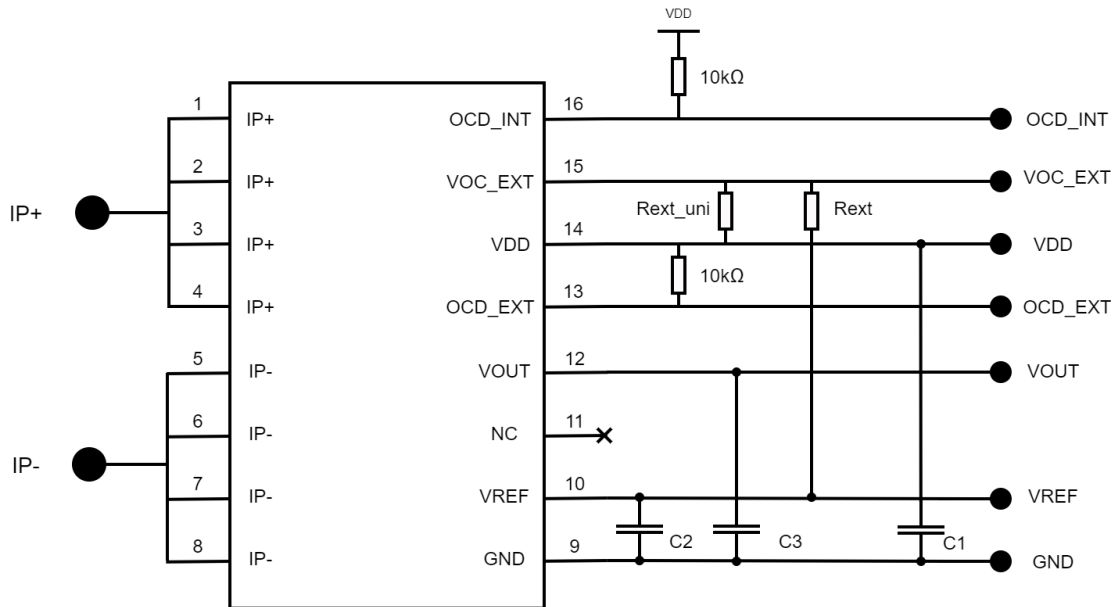 VDD
10kΩ
1 IP+ OCD_INT 16 OCD_INT
2 IP+ VOC_EXT 15 VOC_EXT
IP+
Rext_uni Rext
3 IP+ VDD 14 VDD
10kΩ
4 IP+ OCD_EXT 13 OCD_EXT
5 IP- VOUT 12 VOUT
6 IP- NC 11
IP-
7 IP- VREF 10 VREF
C2 C3 C1
8 IP- GND 9 GND